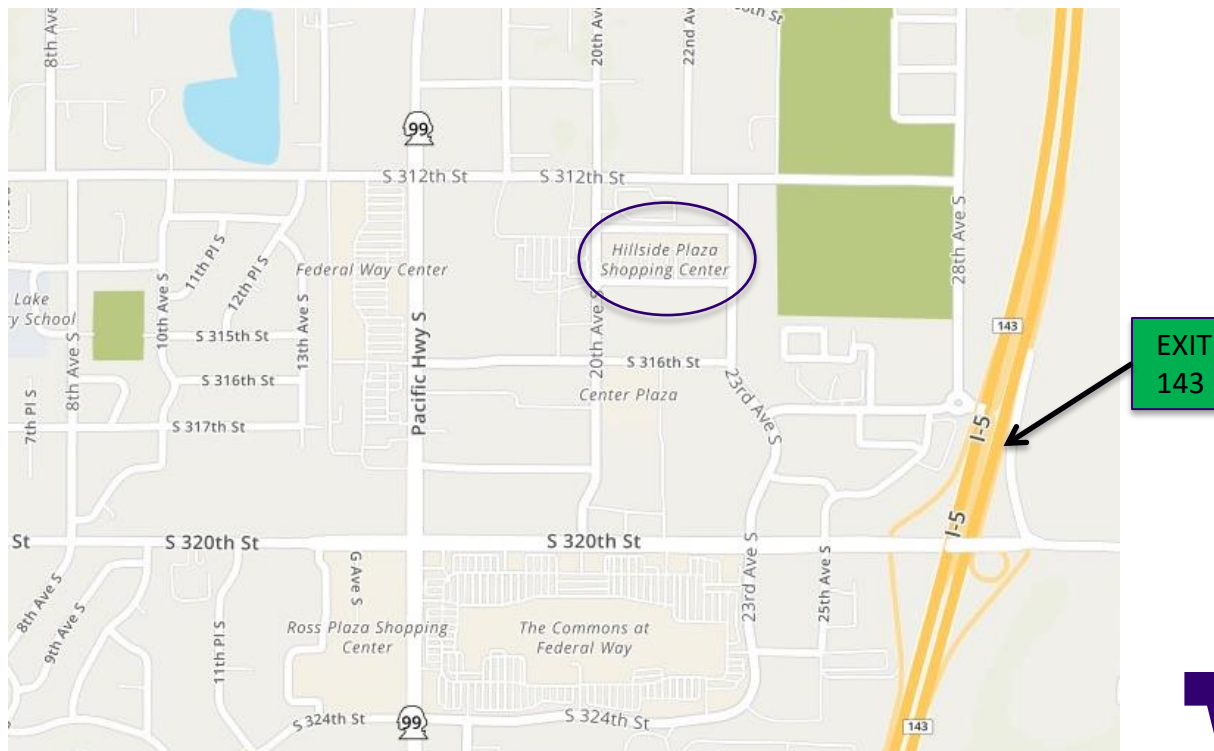 8th Ave
20th Av
22nd Av
th St
99
S 312th St
S 312th St
Hillside Plaza
Shopping Center
Federal Way Center
11th Pl S
12th Pl S
10th Ave S
13th Ave S
28th Ave S
Lake
ry School
8th Ave S
S 315th St
20th Ave S
143
EXIT
143
S 316th St
S 316th St
Center Plaza
23rd Ave S
Pacific Hwy S
7th Pl S
S 317th St
I-5
I-5
St
S 320th St
S 320th St
G Ave S
23rd Ave S
25th Ave S
8th Ave S
9th Ave S
11th Pl S
Ross Plaza Shopping
Center
The Commons at
Federal Way
S 324th St
99
S 324th St
143